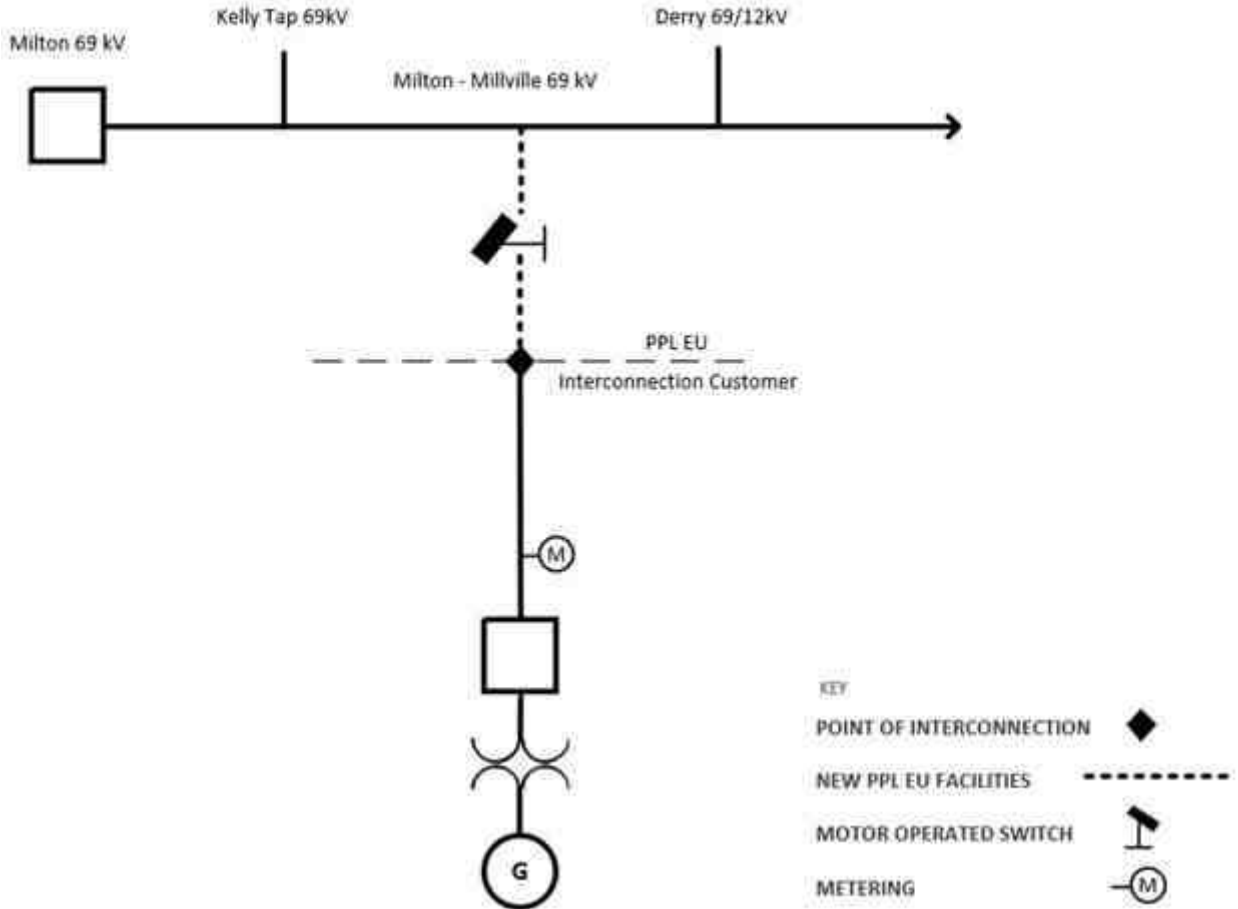 Kelly Tap 69kV
Derry 69/12kV
Milton 69 kV
Milton - Millville 69 kV
PPL EU
Interconnection Customer
M
G
KEY
POINT OF INTERCONNECTION
NEW PPL EU FACILITIES
MOTOR OPERATED SWITCH
METERING
M